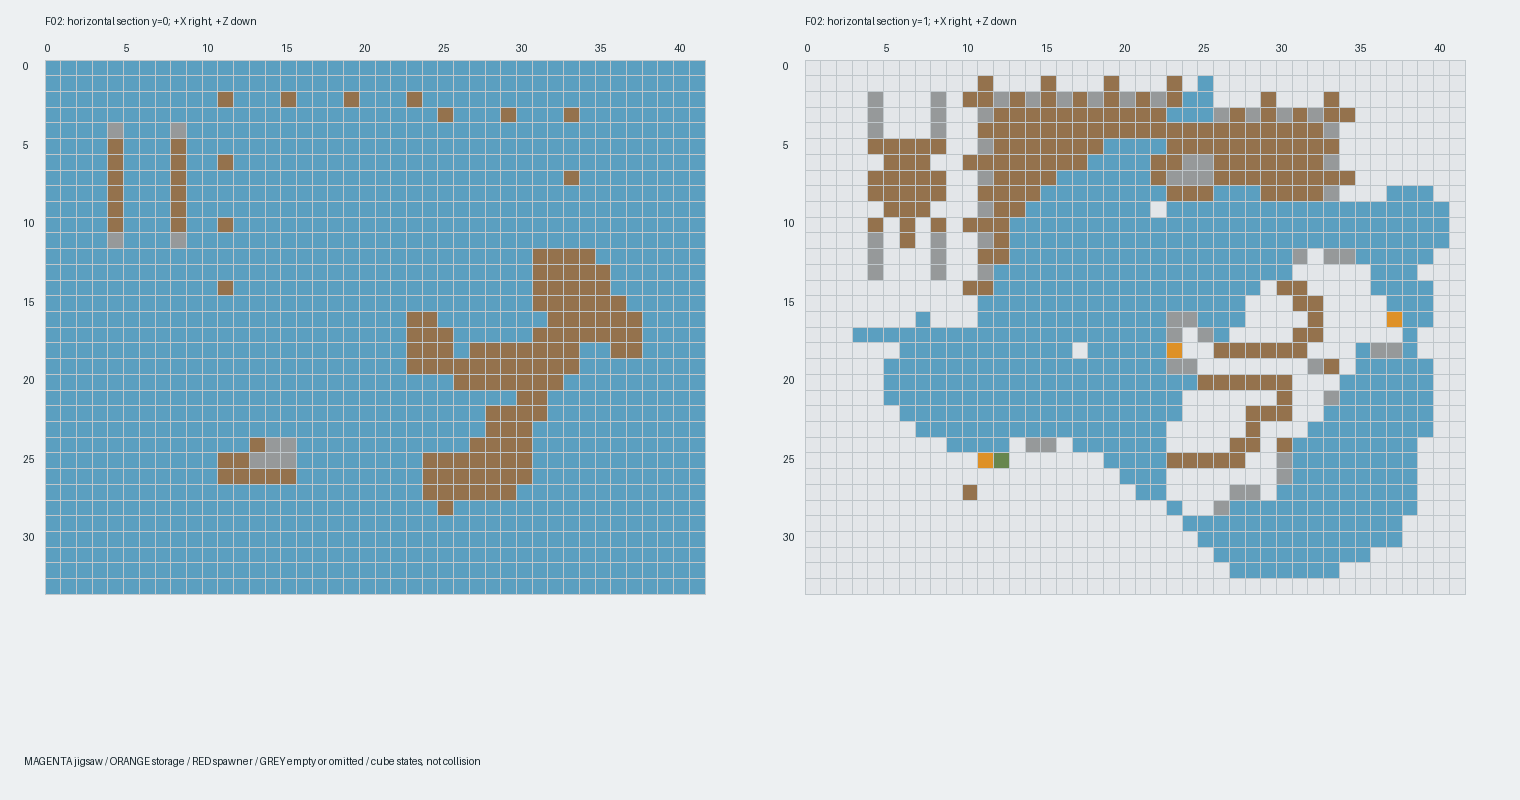 F02: horizontal section y=0; +X right, +Z down
F02: horizontal section y=1; +X right, +Z down
0 5 10 15 20 25 30 35 40
0 5 10 15 20 25 30 35 40
0
5
10
15
20
25
30
0
5
10
15
20
25
30
MAGENTA jigsaw / ORANGE storage / RED spawner / GREY empty or omitted / cube states, not collision